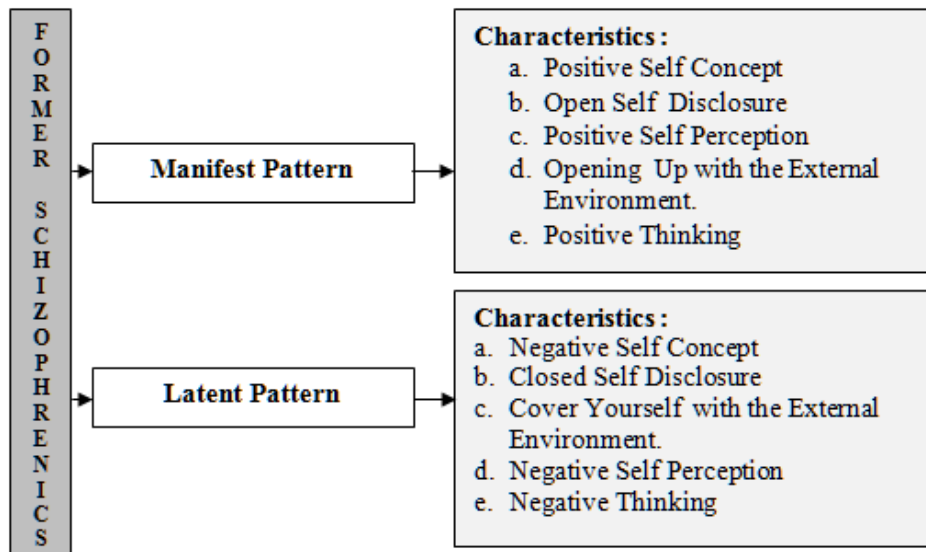 FORMER SCHIZOPHRENICS
Manifest Pattern
Characteristics :
a. Positive Self Concept
b. Open Self Disclosure
c. Positive Self Perception
d. Opening Up with the External
Environment.
e. Positive Thinking
Latent Pattern
Characteristics :
a. Negative Self Concept
b. Closed Self Disclosure
c. Cover Yourself with the External
Environment.
d. Negative Self Perception
e. Negative Thinking